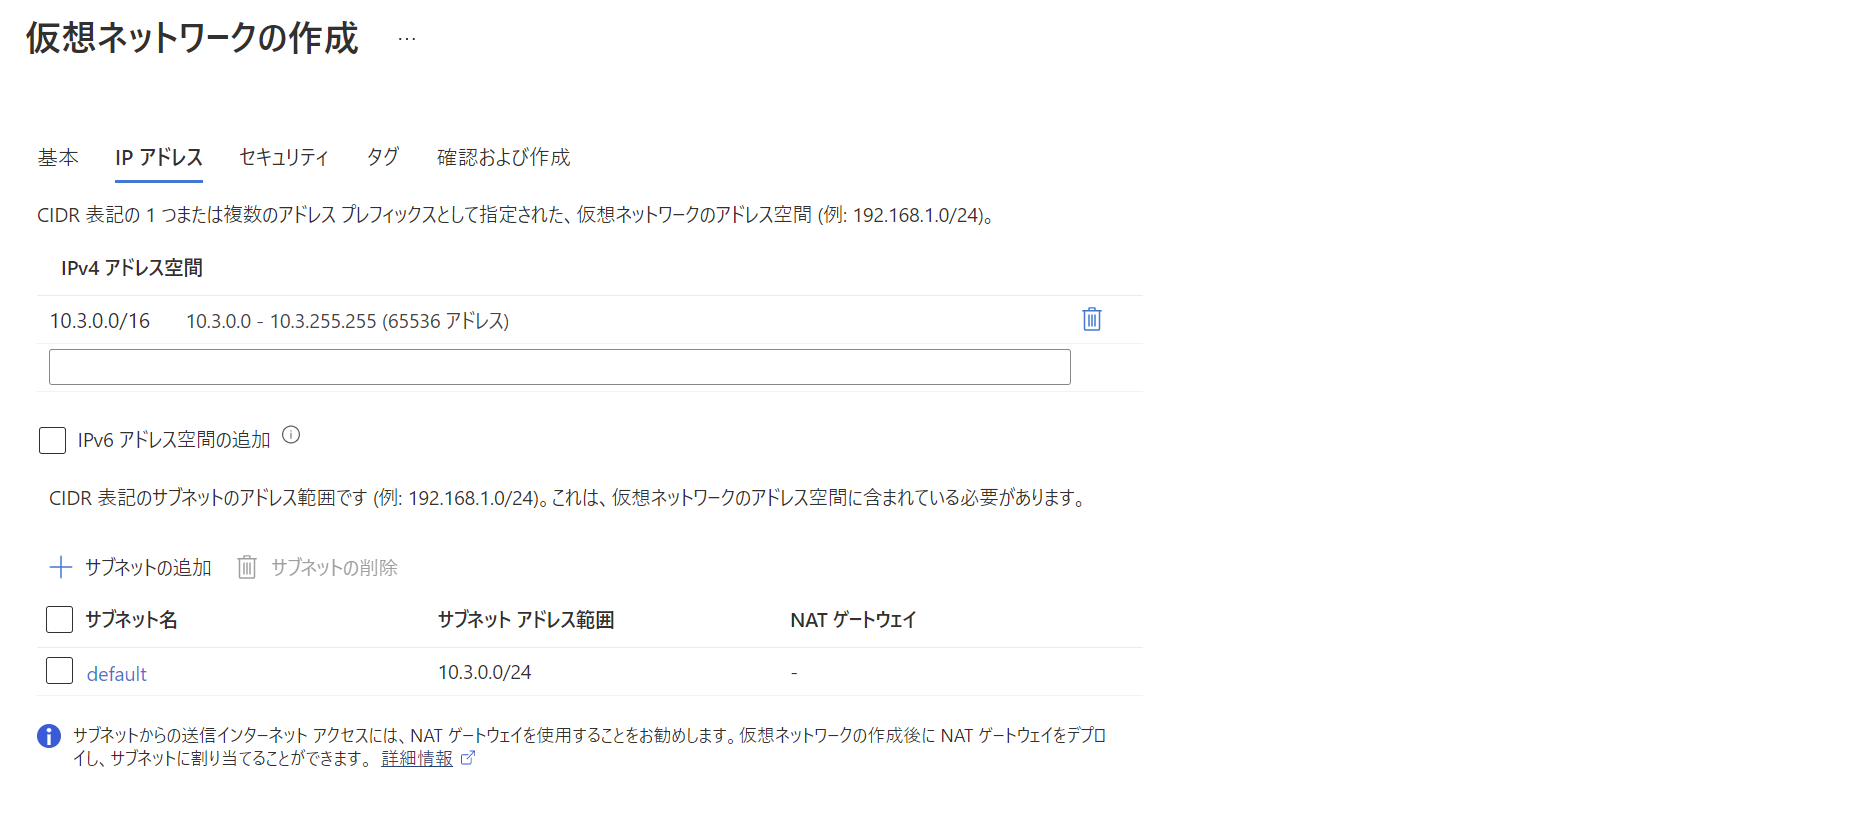 仮想ネットワークの作成 …
基本 IP アドレス セキュリティ タグ 確認および作成
CIDR 表記の 1 つまたは複数のアドレス プレフィックスとして指定された、仮想ネットワークのアドレス空間 (例: 192.168.1.0/24)。
IPv4 アドレス空間
10.3.0.0/16 10.3.0.0 - 10.3.255.255 (65536 アドレス)
IPv6 アドレス空間の追加
CIDR 表記のサブネットのアドレス範囲です (例: 192.168.1.0/24)。これは、仮想ネットワークのアドレス空間に含まれている必要があります。
サブネットの追加 サブネットの削除
サブネット名 サブネット アドレス範囲 NAT ゲートウェイ
default 10.3.0.0/24 -
サブネットからの送信インターネット アクセスには、NAT ゲートウェイを使用することをお勧めします。仮想ネットワークの作成後に NAT ゲートウェイをデプロ
イし、サブネットに割り当てることができます。 詳細情報